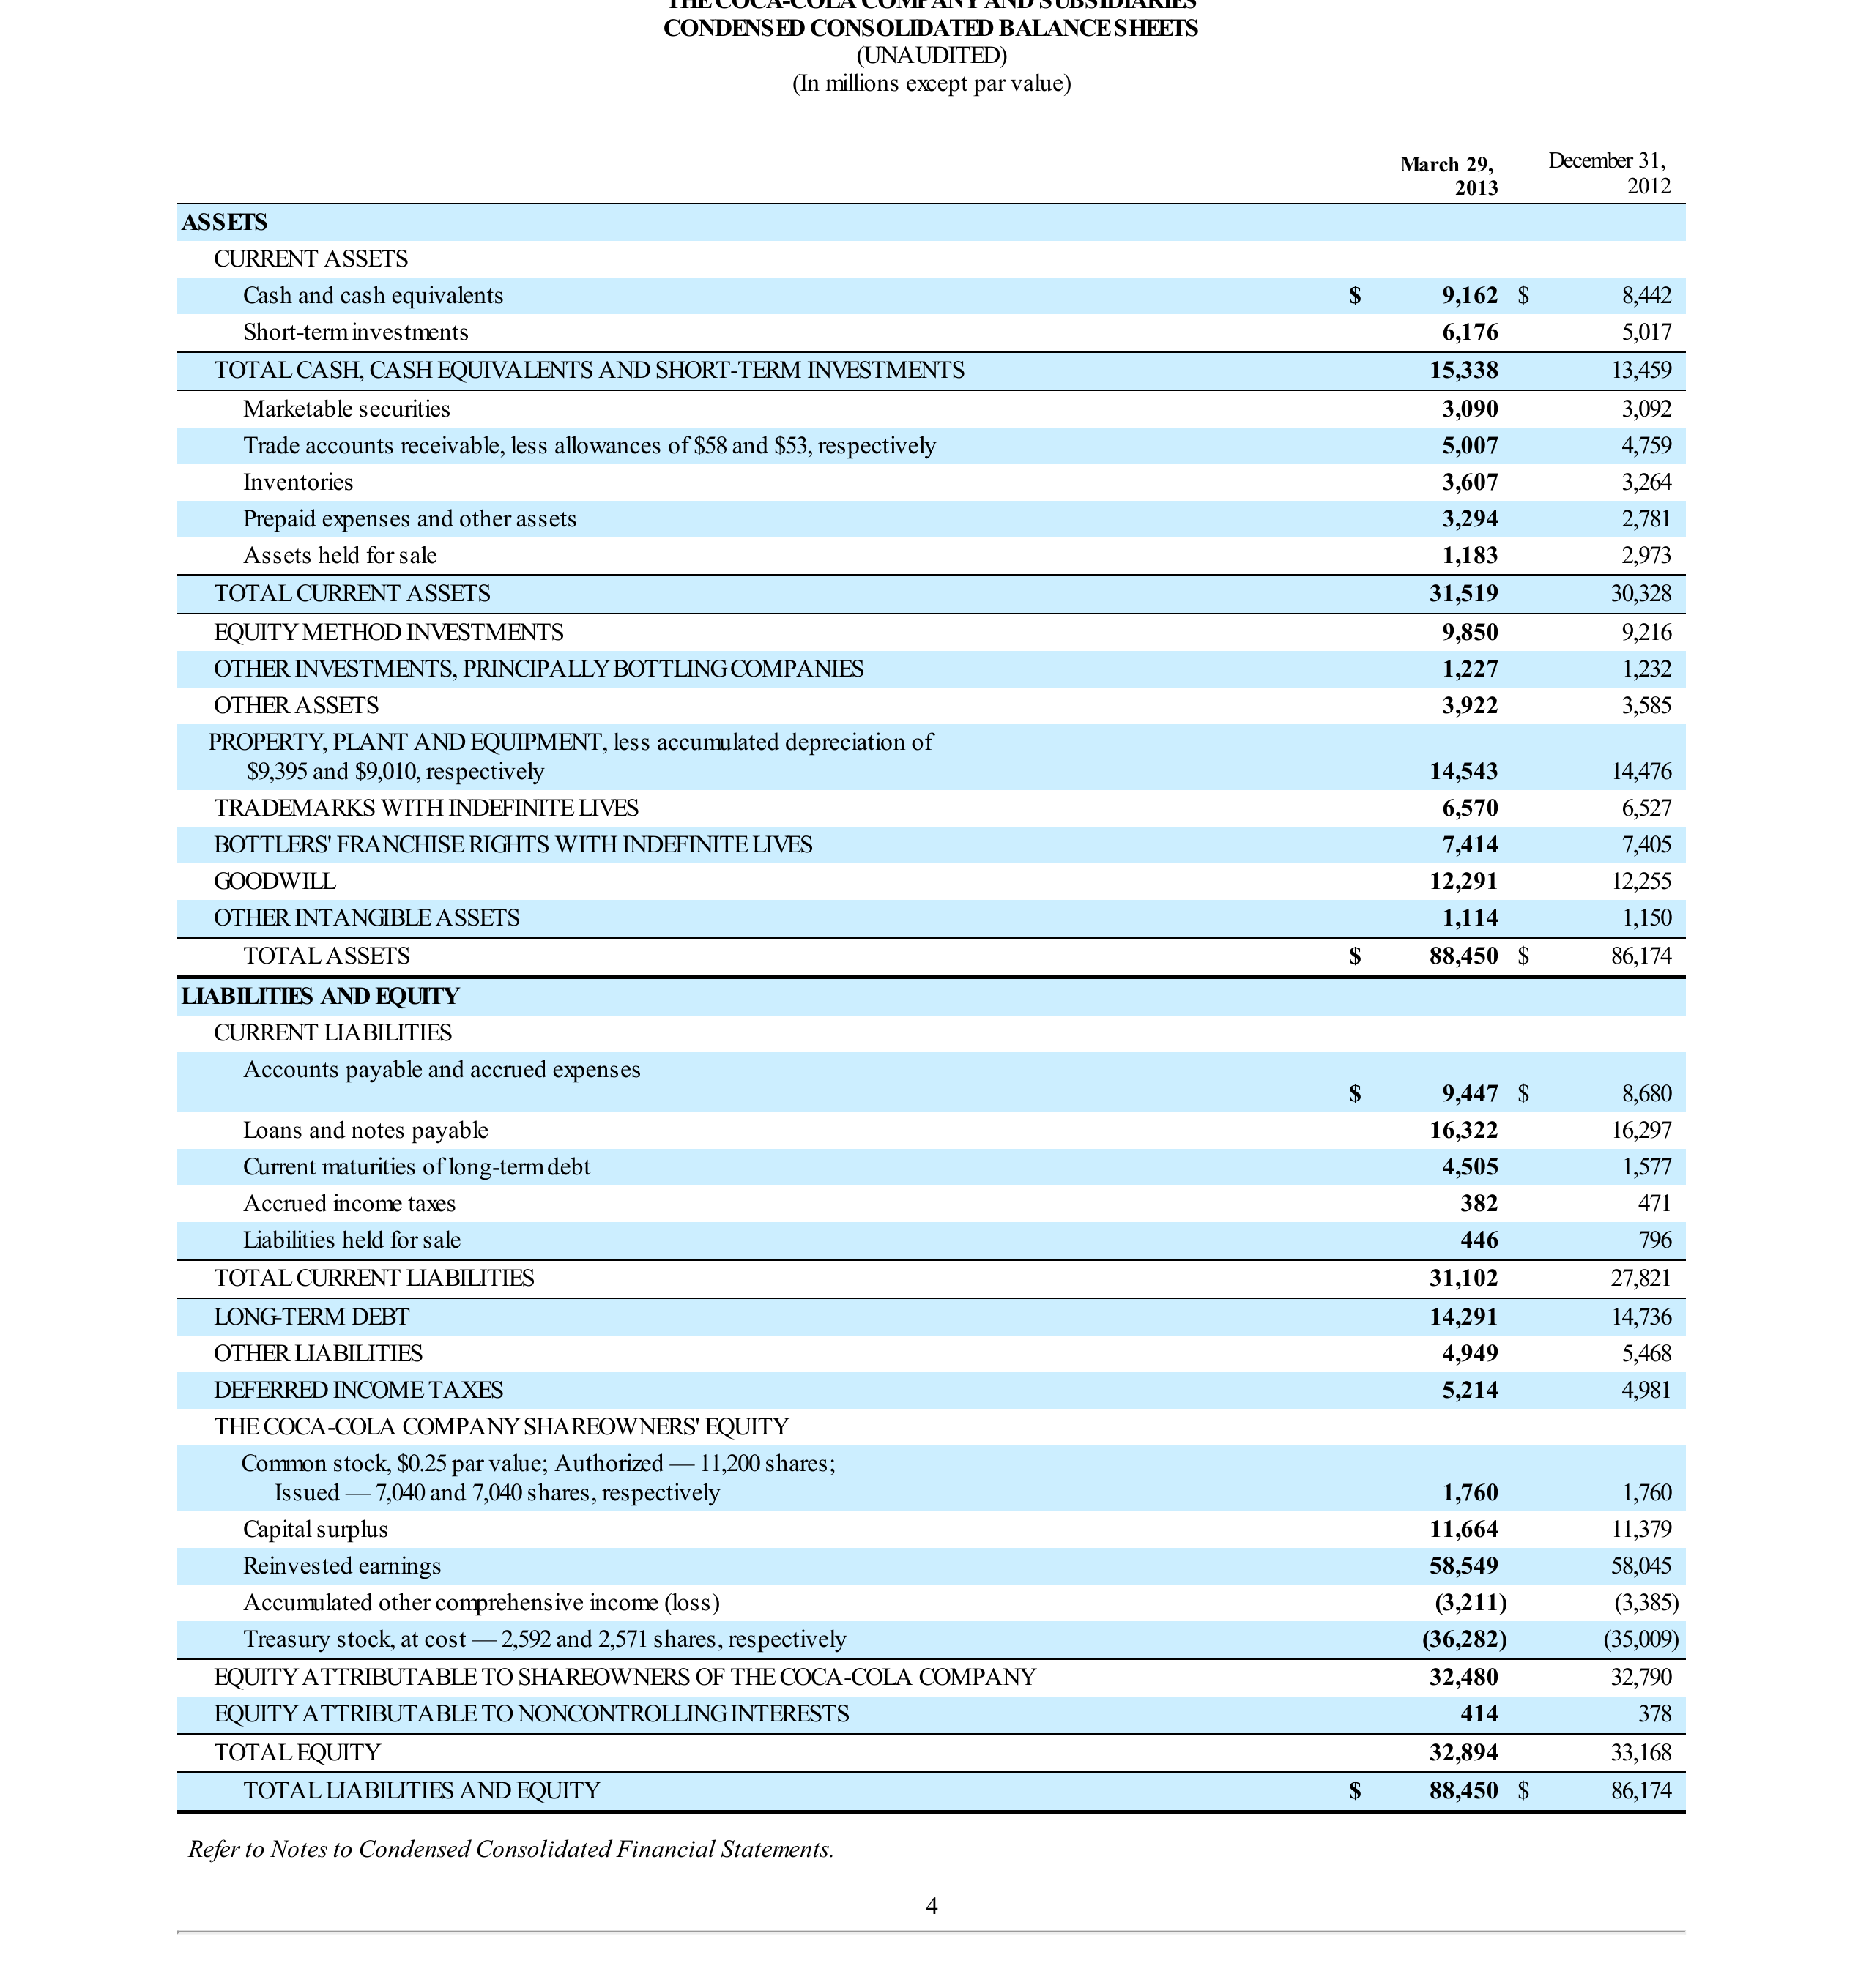 THE COCA-COLA COMPANY AND SUBSIDIARIES
CONDENSED CONSOLIDATED BALANCE SHEETS
(UNAUDITED)
(In millions except par value)
March 29, 2013 December 31, 2012
ASSETS
CURRENT ASSETS
Cash and cash equivalents $ 9,162 $ 8,442
Short-term investments 6,176 5,017
TOTAL CASH, CASH EQUIVALENTS AND SHORT-TERM INVESTMENTS 15,338 13,459
Marketable securities 3,090 3,092
Trade accounts receivable, less allowances of $58 and $53, respectively 5,007 4,759
Inventories 3,607 3,264
Prepaid expenses and other assets 3,294 2,781
Assets held for sale 1,183 2,973
TOTAL CURRENT ASSETS 31,519 30,328
EQUITY METHOD INVESTMENTS 9,850 9,216
OTHER INVESTMENTS, PRINCIPALLY BOTTLING COMPANIES 1,227 1,232
OTHER ASSETS 3,922 3,585
PROPERTY, PLANT AND EQUIPMENT, less accumulated depreciation of
$9,395 and $9,010, respectively 14,543 14,476
TRADEMARKS WITH INDEFINITE LIVES 6,570 6,527
BOTTLERS' FRANCHISE RIGHTS WITH INDEFINITE LIVES 7,414 7,405
GOODWILL 12,291 12,255
OTHER INTANGIBLE ASSETS 1,114 1,150
TOTAL ASSETS $ 88,450 $ 86,174
LIABILITIES AND EQUITY
CURRENT LIABILITIES
Accounts payable and accrued expenses $ 9,447 $ 8,680
Loans and notes payable 16,322 16,297
Current maturities of long-term debt 4,505 1,577
Accrued income taxes 382 471
Liabilities held for sale 446 796
TOTAL CURRENT LIABILITIES 31,102 27,821
LONG-TERM DEBT 14,291 14,736
OTHER LIABILITIES 4,949 5,468
DEFERRED INCOME TAXES 5,214 4,981
THE COCA-COLA COMPANY SHAREOWNERS' EQUITY
Common stock, $0.25 par value; Authorized — 11,200 shares;
Issued — 7,040 and 7,040 shares, respectively 1,760 1,760
Capital surplus 11,664 11,379
Reinvested earnings 58,549 58,045
Accumulated other comprehensive income (loss) (3,211) (3,385)
Treasury stock, at cost — 2,592 and 2,571 shares, respectively (36,282) (35,009)
EQUITY ATTRIBUTABLE TO SHAREOWNERS OF THE COCA-COLA COMPANY 32,480 32,790
EQUITY ATTRIBUTABLE TO NONCONTROLLING INTERESTS 414 378
TOTAL EQUITY 32,894 33,168
TOTAL LIABILITIES AND EQUITY $ 88,450 $ 86,174
Refer to Notes to Condensed Consolidated Financial Statements.
4